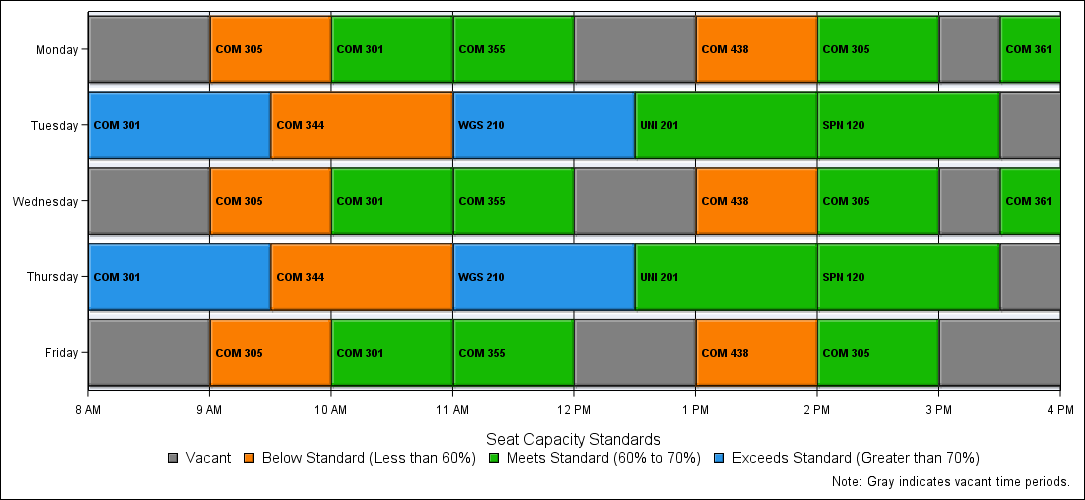 Monday COM 305 COM 301 COM 355 COM 438 COM 305 COM 361
Tuesday COM 301 COM 344 WGS 210 UNI 201 SPN 120
Wednesday COM 305 COM 301 COM 355 COM 438 COM 305 COM 361
Thursday COM 301 COM 344 WGS 210 UNI 201 SPN 120
Friday COM 305 COM 301 COM 355 COM 438 COM 305
8 AM 9 AM 10 AM 11 AM 12 PM 1 PM 2 PM 3 PM 4 PM
Seat Capacity Standards
Vacant Below Standard (Less than 60%) Meets Standard (60% to 70%) Exceeds Standard (Greater than 70%)
Note: Gray indicates vacant time periods.